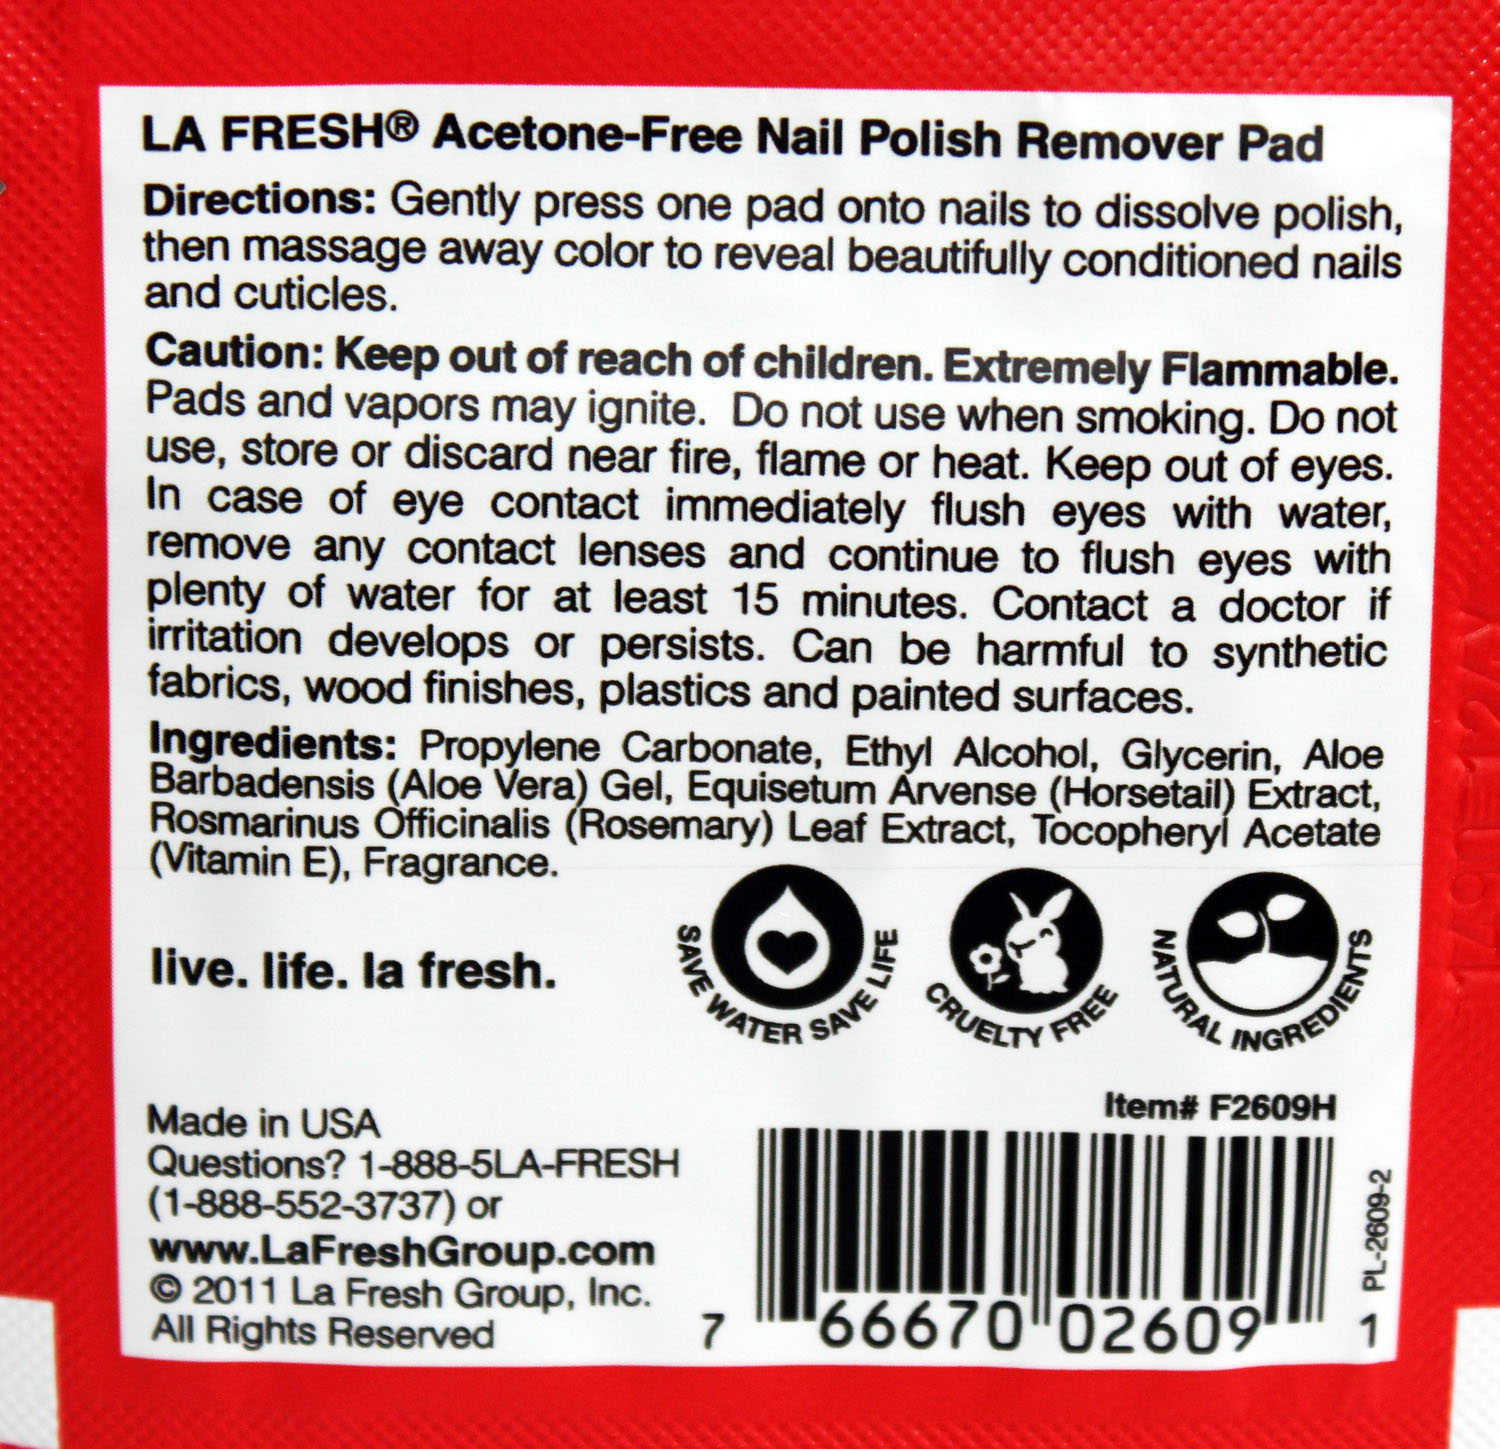 LA FRESH® Acetone-Free Nail Polish Remover Pad
Directions: Gently press one pad onto nails to dissolve polish,
then massage away color to reveal beautifully conditioned nails
and cuticles.
Caution: Keep out of reach of children. Extremely Flammable.
Pads and vapors may ignite. Do not use when smoking. Do not
use, store or discard near fire, flame or heat. Keep out of eyes.
In case of eye contact immediately flush eyes with water,
remove any contact lenses and continue to flush eyes with
plenty of water for at least 15 minutes. Contact a doctor if
irritation develops or persists. Can be harmful to synthetic
fabrics, wood finishes, plastics and painted surfaces.
Ingredients: Propylene Carbonate, Ethyl Alcohol, Glycerin, Aloe
Barbadensis (Aloe Vera) Gel, Equisetum Arvense (Horsetail) Extract,
Rosmarinus Officinalis (Rosemary) Leaf Extract, Tocopheryl Acetate
(Vitamin E), Fragrance.
live. life. la fresh.
SAVE WATER SAVE LIFE
CRUELTY FREE
NATURAL INGREDIENTS
Made in USA
Questions? 1-888-5LA-FRESH
(1-888-552-3737) or
www.LaFreshGroup.com
© 2011 La Fresh Group, Inc.
All Rights Reserved
Item# F2609H
7 66670 02609 1
PL-2609-2